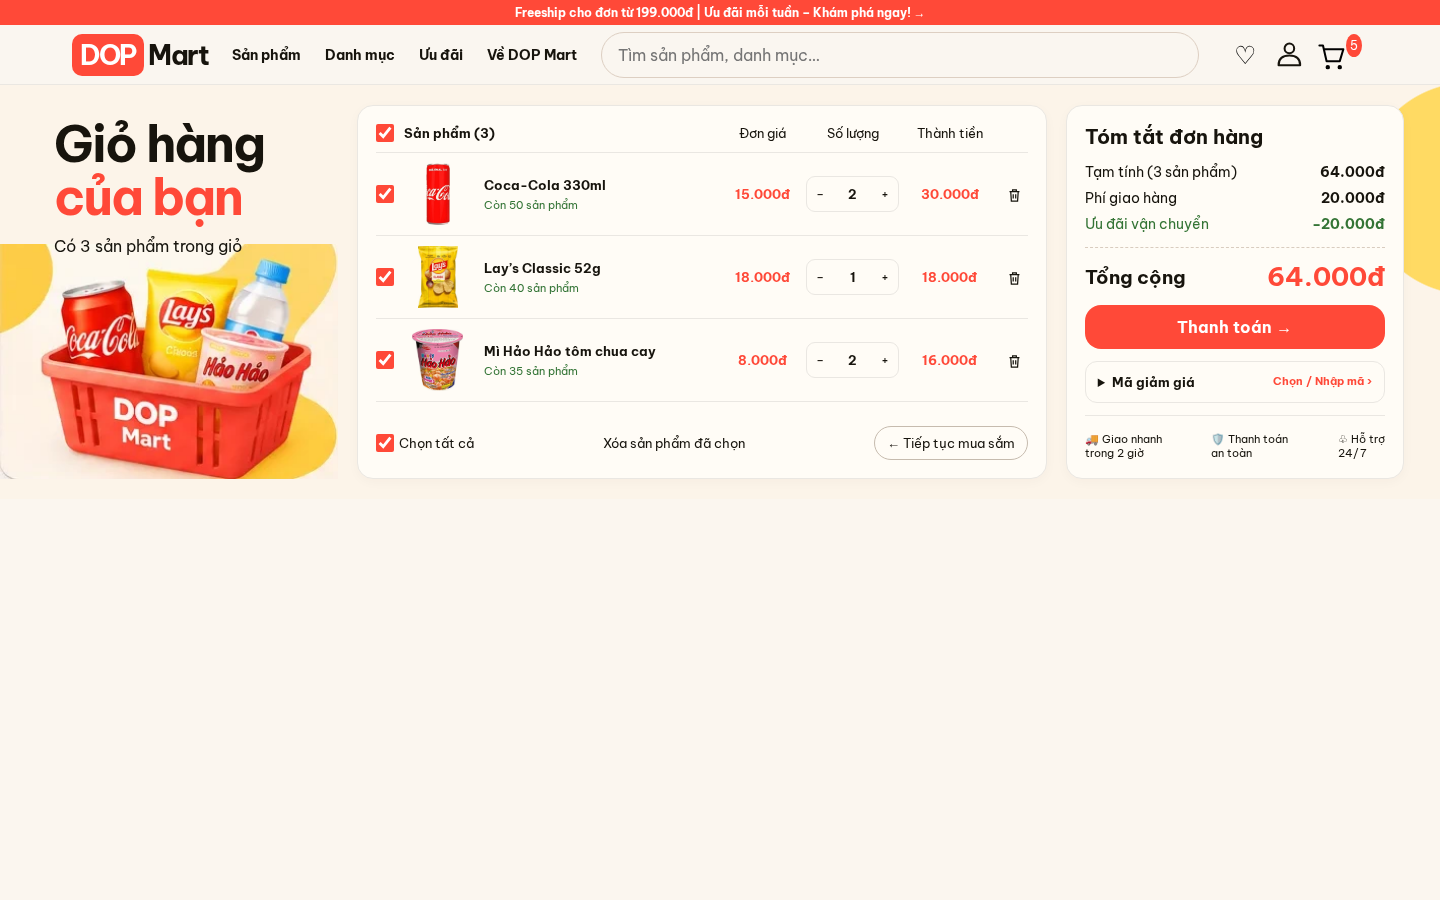 Freeship cho đơn từ 199.000đ | Ưu đãi mỗi tuần – Khám phá ngay! →
DOP Mart
Sản phẩm
Danh mục
Ưu đãi
Về DOP Mart
Tìm sản phẩm, danh mục...
♡
5
Giỏ hàng
của bạn
Có 3 sản phẩm trong giỏ
Coca-Cola
Lay's
Classic
Hảo Hảo
DOP
Mart
Sản phẩm (3)
Đơn giá
Số lượng
Thành tiền
Coca-Cola
Coca-Cola 330ml
Còn 50 sản phẩm
15.000đ
− 2 +
30.000đ
Lay's
Lay’s Classic 52g
Còn 40 sản phẩm
18.000đ
− 1 +
18.000đ
Hảo Hảo
Hảo Hảo
Mì Hảo Hảo tôm chua cay
Còn 35 sản phẩm
8.000đ
− 2 +
16.000đ
Chọn tất cả
Xóa sản phẩm đã chọn
← Tiếp tục mua sắm
Tóm tắt đơn hàng
Tạm tính (3 sản phẩm) 64.000đ
Phí giao hàng 20.000đ
Ưu đãi vận chuyển −20.000đ
Tổng cộng 64.000đ
Thanh toán →
▶ Mã giảm giá
Chọn / Nhập mã ›
🚚 Giao nhanh
trong 2 giờ
🛡️ Thanh toán
an toàn
♧ Hỗ trợ
24/7